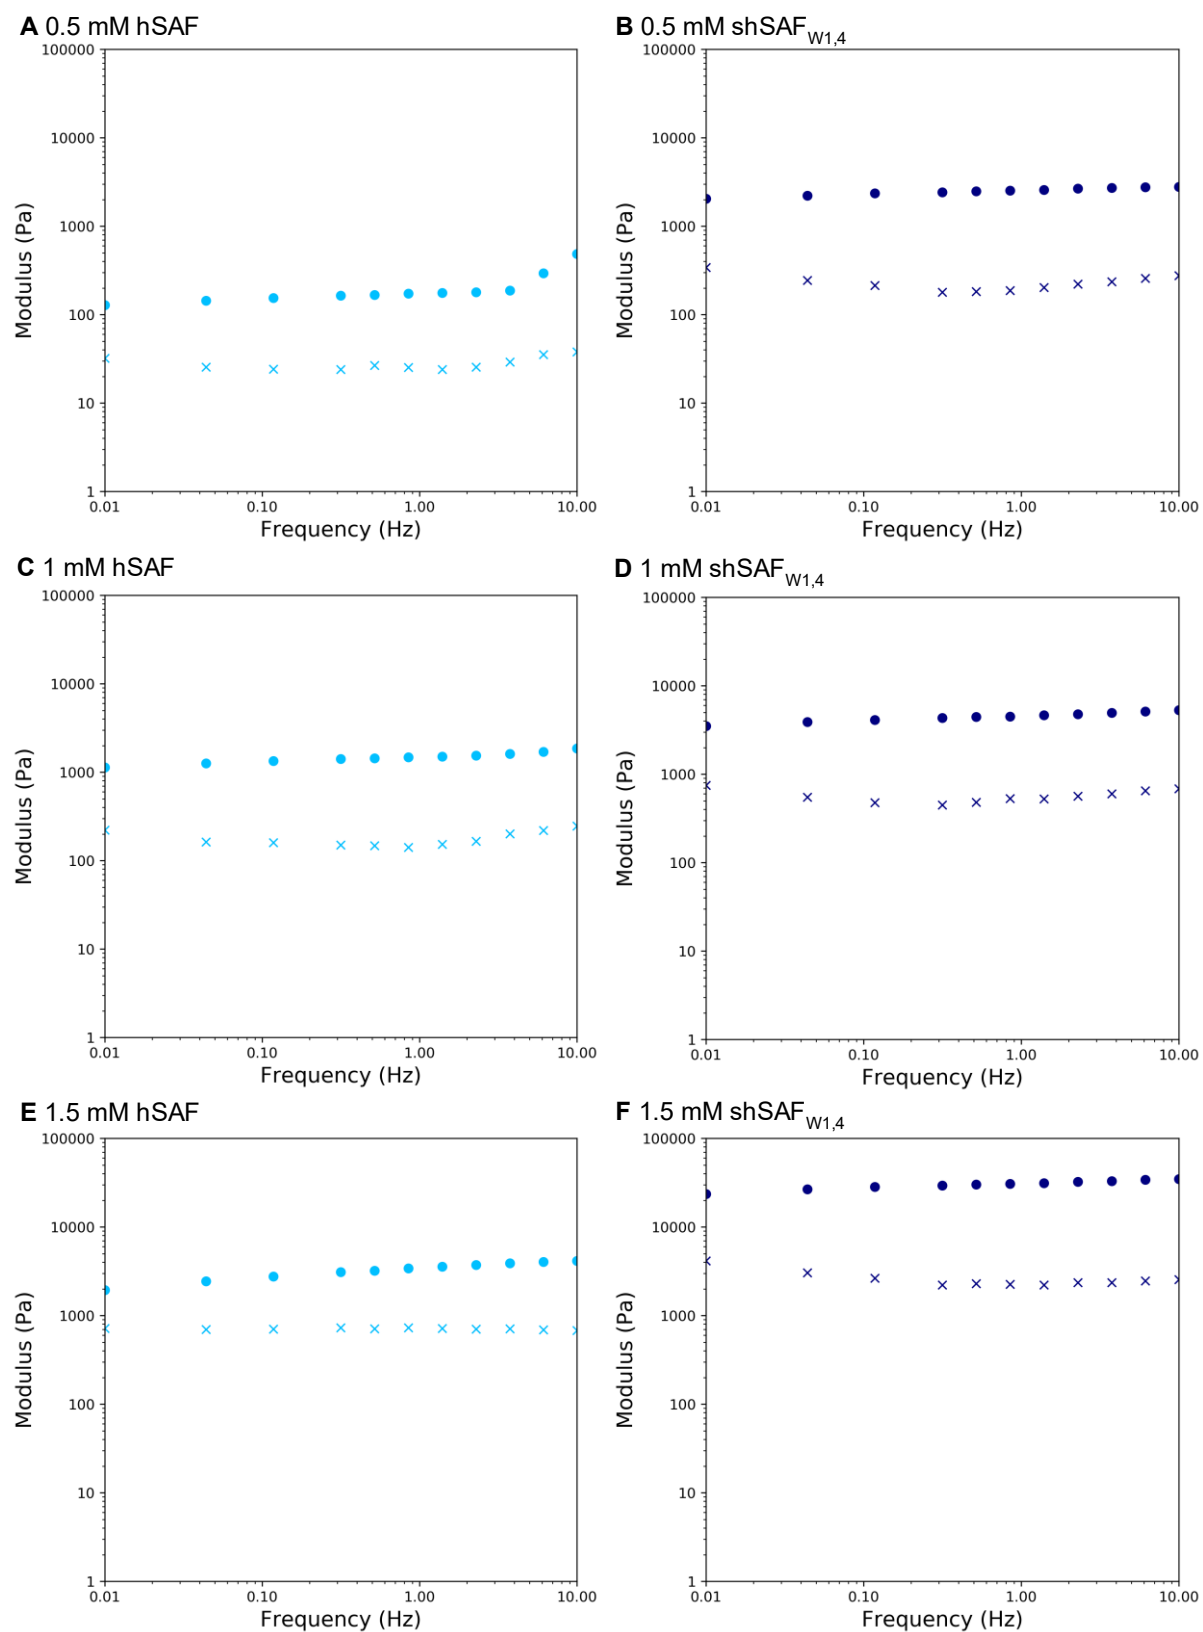 A 0.5 mM hSAF
100000
10000
1000
100
10
1
0.01 0.10 1.00 10.00
Modulus (Pa)
Frequency (Hz)
B 0.5 mM shSAFW1,4
100000
10000
1000
100
10
1
0.01 0.10 1.00 10.00
Modulus (Pa)
Frequency (Hz)
C 1 mM hSAF
100000
10000
1000
100
10
1
0.01 0.10 1.00 10.00
Modulus (Pa)
Frequency (Hz)
D 1 mM shSAFW1,4
100000
10000
1000
100
10
1
0.01 0.10 1.00 10.00
Modulus (Pa)
Frequency (Hz)
E 1.5 mM hSAF
100000
10000
1000
100
10
1
0.01 0.10 1.00 10.00
Modulus (Pa)
Frequency (Hz)
F 1.5 mM shSAFW1,4
100000
10000
1000
100
10
1
0.01 0.10 1.00 10.00
Modulus (Pa)
Frequency (Hz)